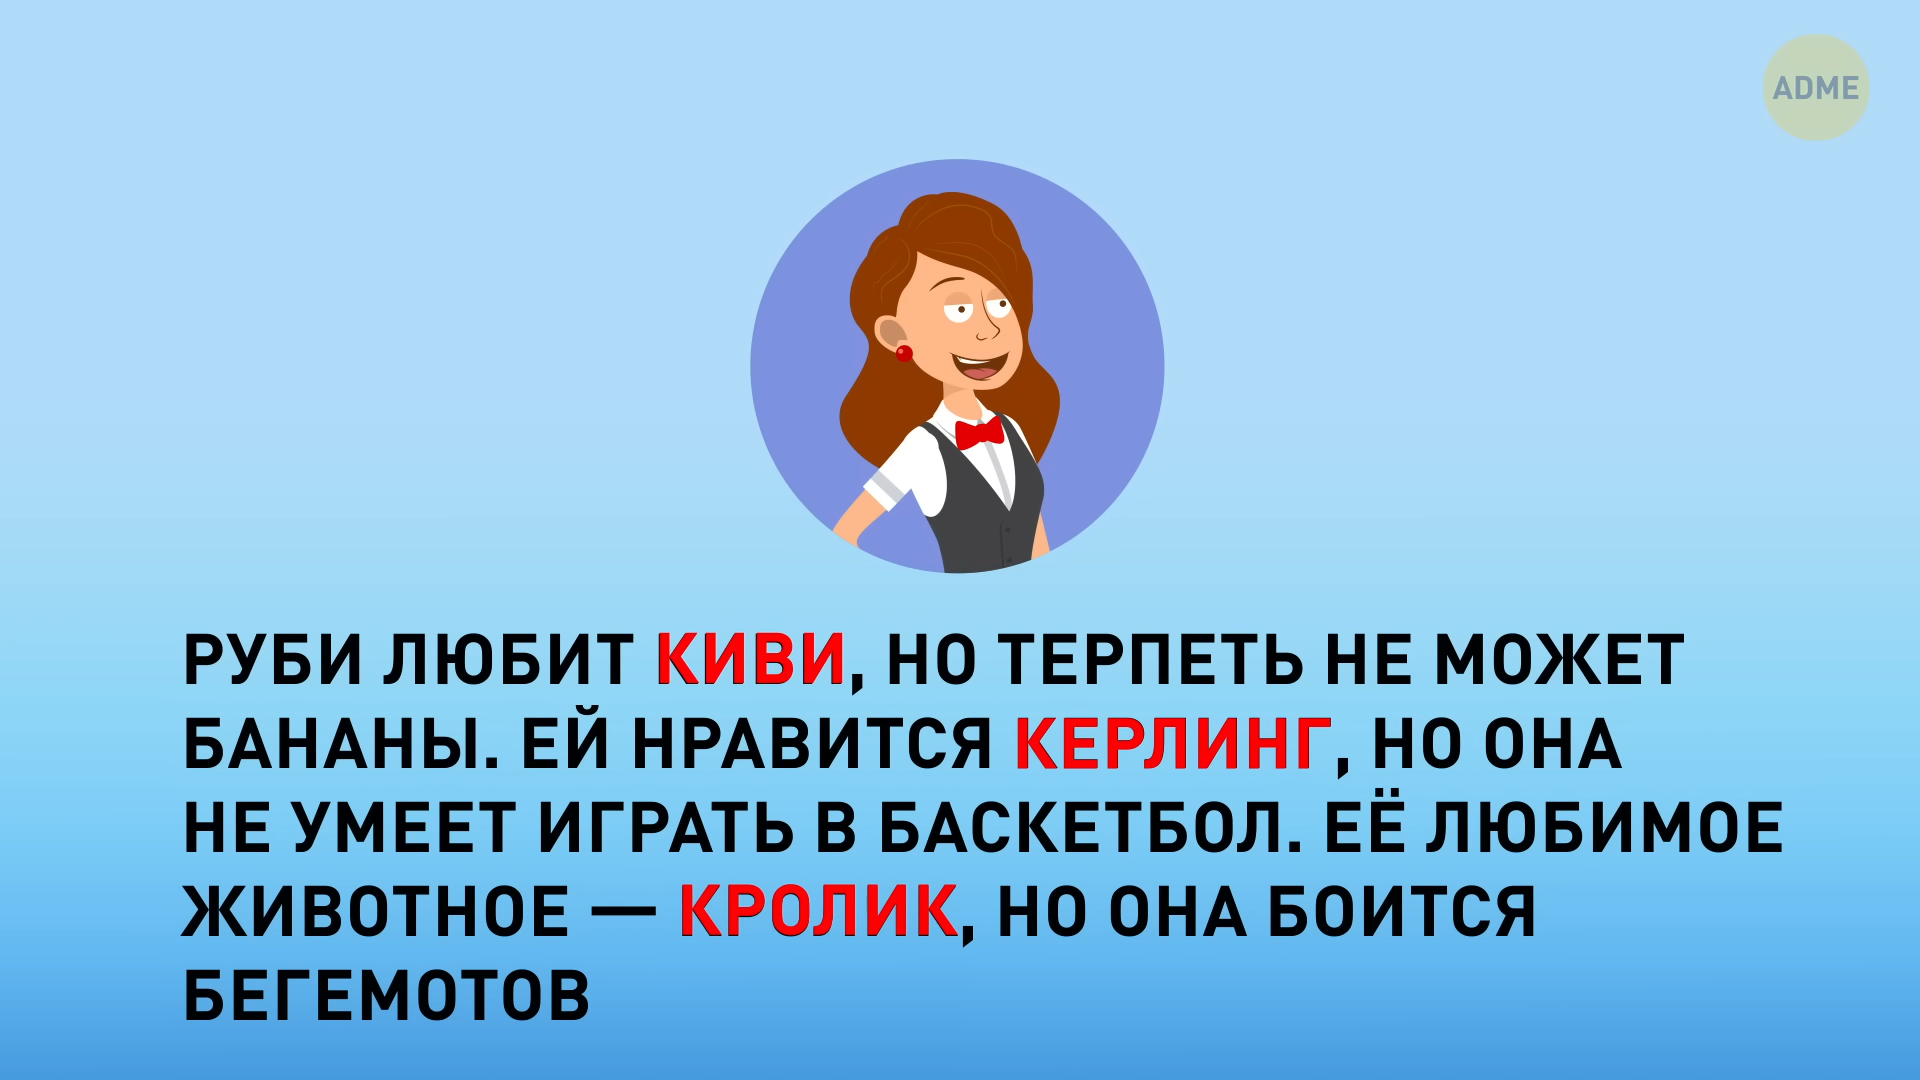 ADME
РУБИ ЛЮБИТ КИВИ, НО ТЕРПЕТЬ НЕ МОЖЕТ
БАНАНЫ. ЕЙ НРАВИТСЯ КЕРЛИНГ, НО ОНА
НЕ УМЕЕТ ИГРАТЬ В БАСКЕТБОЛ. ЕЁ ЛЮБИМОЕ
ЖИВОТНОЕ — КРОЛИК, НО ОНА БОИТСЯ
БЕГЕМОТОВ